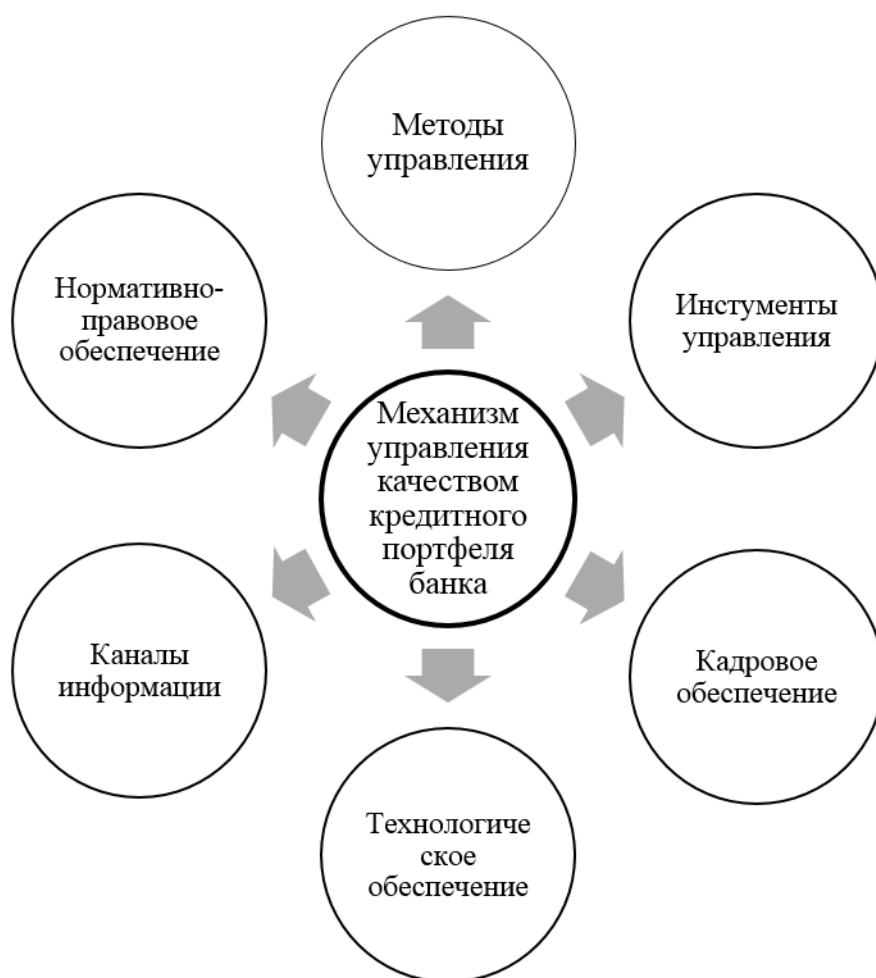 Методы
управления
Нормативно-
правовое
обеспечение
Инстументы
управления
Механизм
управления
качеством
кредитного
портфеля
банка
Каналы
информации
Кадровое
обеспечение
Технологиче
ское
обеспечение